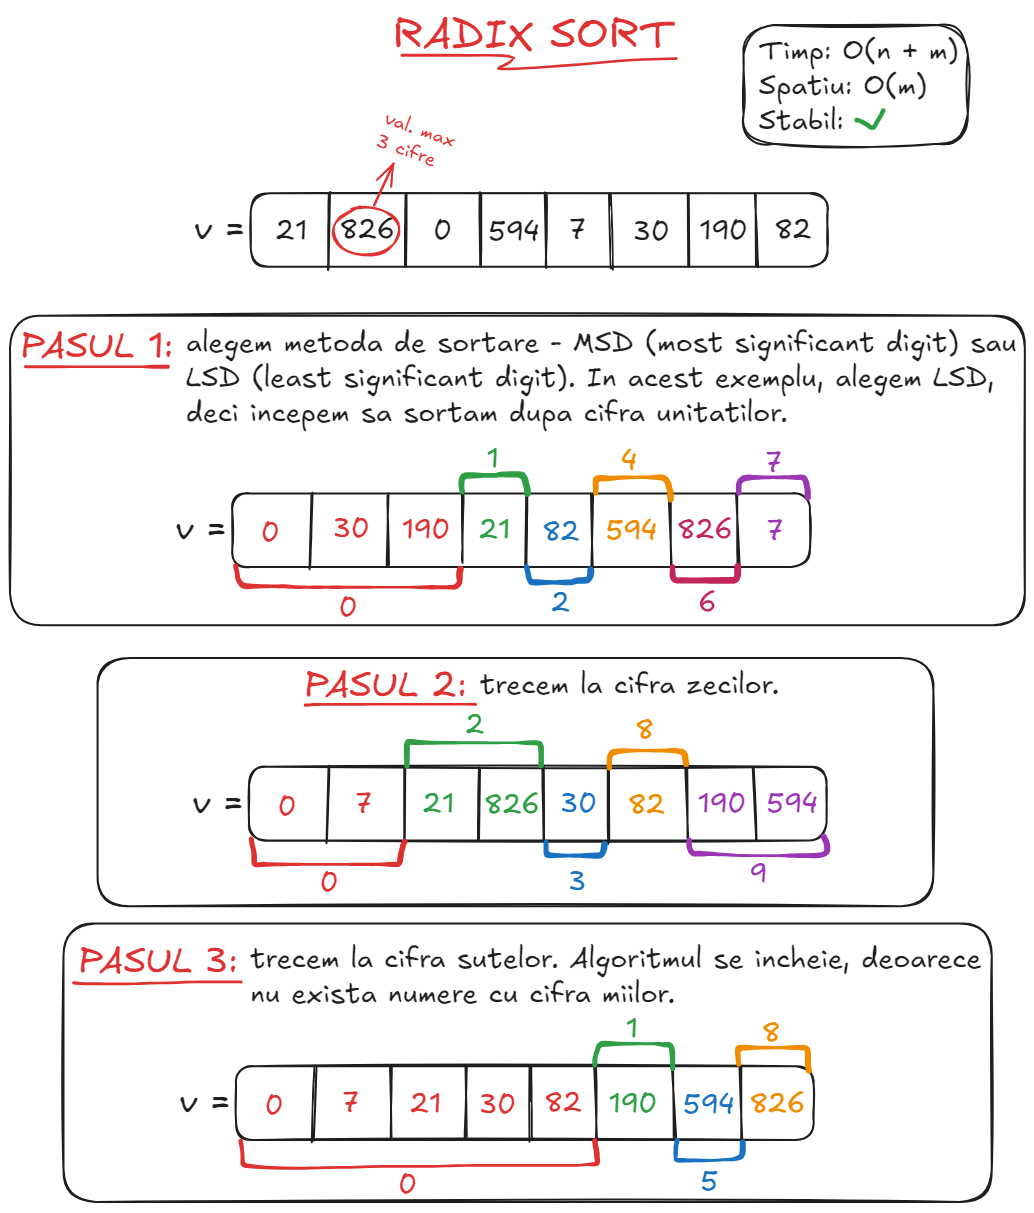 RADIX SORT
Timp: O(n + m)
Spatiu: O(m)
Stabil: ✓
val. max
3 cifre
v = 21 826 0 594 7 30 190 82
PASUL 1: alegem metoda de sortare - MSD (most significant digit) sau
LSD (least significant digit). In acest exemplu, alegem LSD,
deci incepem sa sortam dupa cifra unitatilor.
1 4 7
v = 0 30 190 21 82 594 826 7
0 2 6
PASUL 2: trecem la cifra zecilor.
2 8
v = 0 7 21 826 30 82 190 594
0 3 9
PASUL 3: trecem la cifra sutelor. Algoritmul se incheie, deoarece
nu exista numere cu cifra miilor.
1 8
v = 0 7 21 30 82 190 594 826
0 5